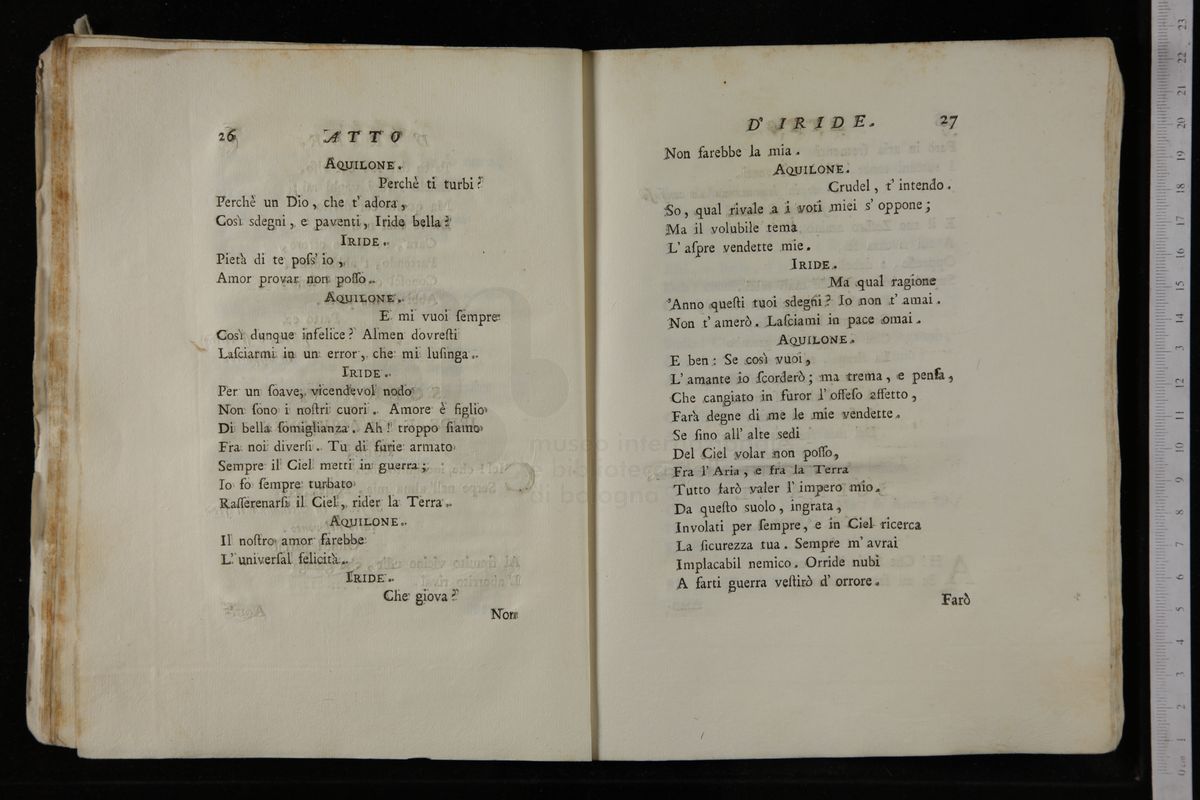 26 ATTO
AQUILONE.
Perchè ti turbi?
Perchè un Dio, che t' adora,
Così sdegni, e paventi, Iride bella?
IRIDE.
Pietà di te poſs' io,
Amor provar non poſſo.
AQUILONE.
E mi vuoi ſempre
Così dunque infelice? Almen dovreſti
Laſciarmi in un error, che mi luſinga.
IRIDE.
Per un ſoave, vicendevol nodo
Non ſono i noſtri cuori. Amore è figlio
Di bella ſomiglianza. Ah! troppo ſiamo
Fra noi diverſi. Tu di furie armato
Sempre il Ciel metti in guerra;
Io fo ſempre turbato
Raſſerenarſi il Ciel, rider la Terra.
AQUILONE.
Il noſtro amor farebbe
L' univerſal felicità.
IRIDE.
Che giova?
Non
D' IRIDE. 27
Non farebbe la mia.
AQUILONE.
Crudel, t' intendo.
So, qual rivale a i voti miei s' oppone;
Ma il volubile tema
L' aſpre vendette mie.
IRIDE.
Ma qual ragione
'Anno queſti tuoi sdegni? Io non t' amai.
Non t' amerò. Laſciami in pace omai.
AQUILONE.
E ben: Se così vuoi,
L' amante io ſcorderò; ma trema, e penſa,
Che cangiato in furor l' offeſo affetto,
Farà degne di me le mie vendette.
Se ſino all' alte sedi
Del Ciel volar non poſſo,
Fra l' Aria, e fra la Terra
Tutto farò valer l' impero mio.
Da queſto suolo, ingrata,
Involati per ſempre, e in Ciel ricerca
La ſicurezza tua. Sempre m' avrai
Implacabil nemico. Orride nubi
A farti guerra veſtirò d' orrore.
Farò
museo inter
e biblioteca
di bologna